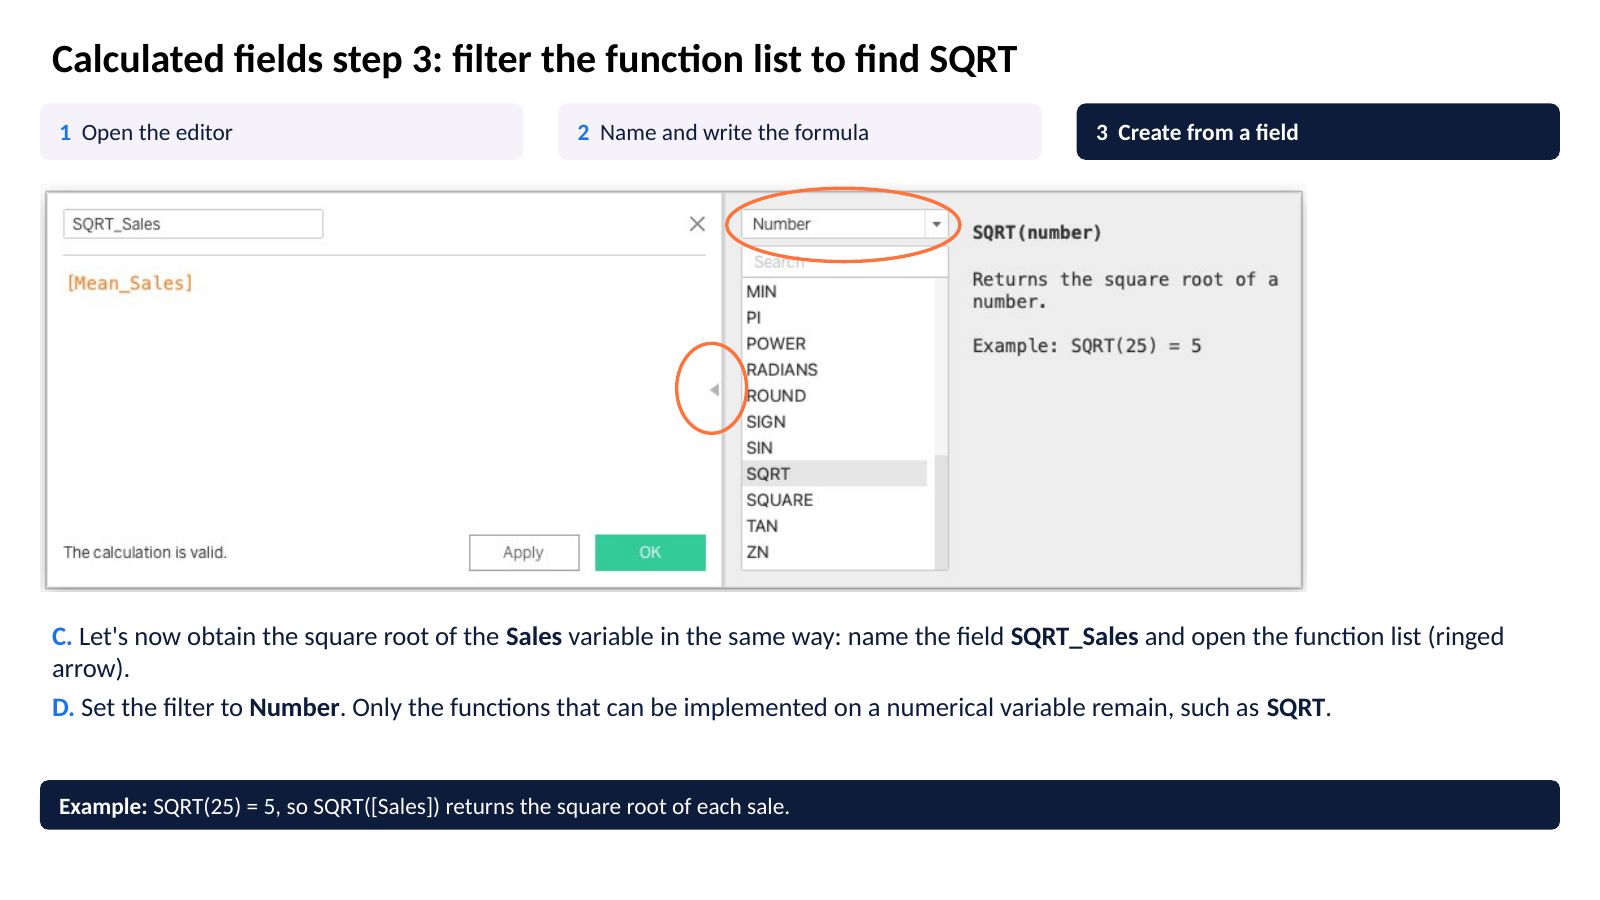 Calculated fields step 3: filter the function list to find SQRT
1 Open the editor
2 Name and write the formula
3 Create from a field
SQRT_Sales
[Mean_Sales]
The calculation is valid.
Apply
OK
Number
Search
MIN
PI
POWER
RADIANS
ROUND
SIGN
SIN
SQRT
SQUARE
TAN
ZN
SQRT(number)
Returns the square root of a
number.
Example: SQRT(25) = 5
C. Let's now obtain the square root of the Sales variable in the same way: name the field SQRT_Sales and open the function list (ringed
arrow).
D. Set the filter to Number. Only the functions that can be implemented on a numerical variable remain, such as SQRT.
Example: SQRT(25) = 5, so SQRT([Sales]) returns the square root of each sale.